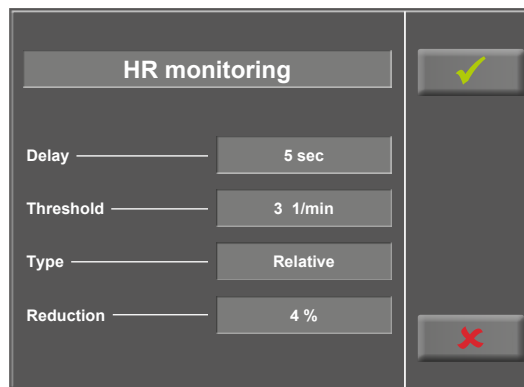 HR monitoring
Delay 5 sec
Threshold 3 1/min
Type Relative
Reduction 4 %